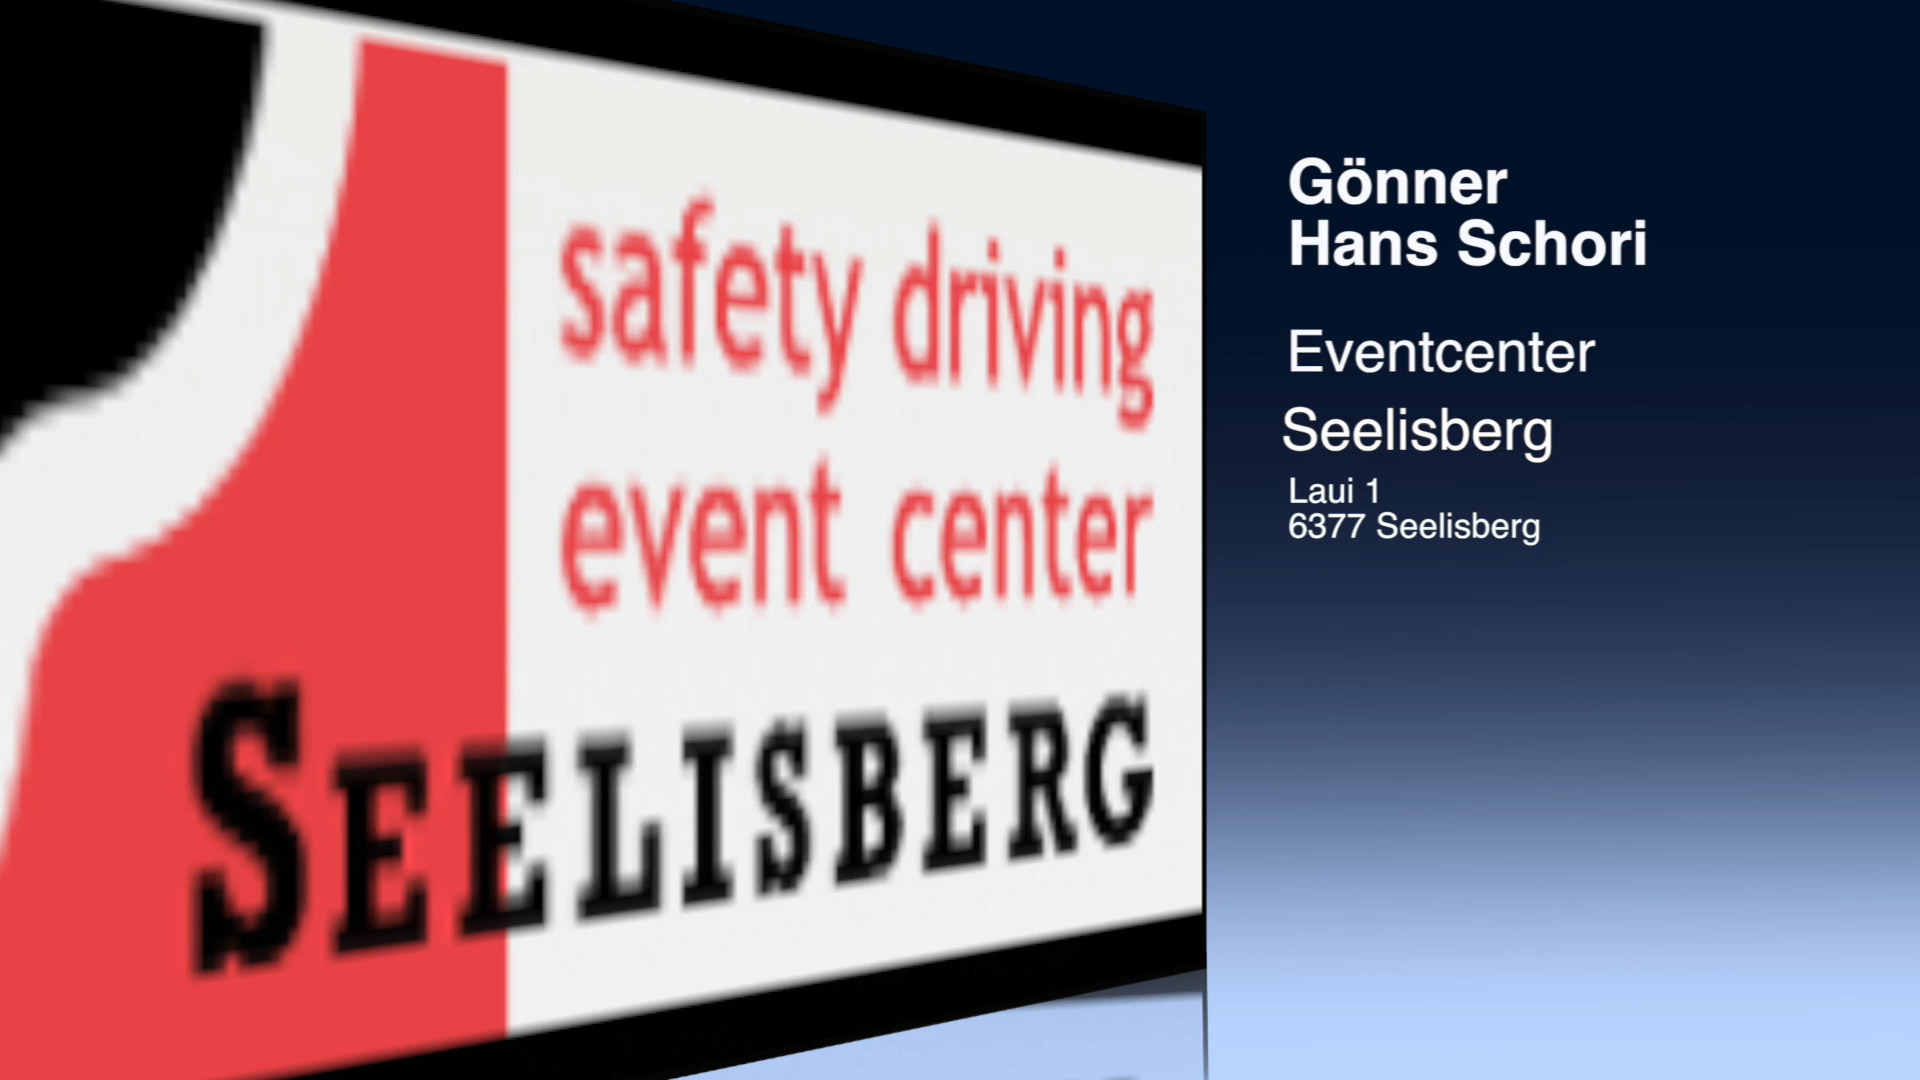 safety driving
event center
SEELISBERG
Gönner
Hans Schori
Eventcenter
Seelisberg
Laui 1
6377 Seelisberg